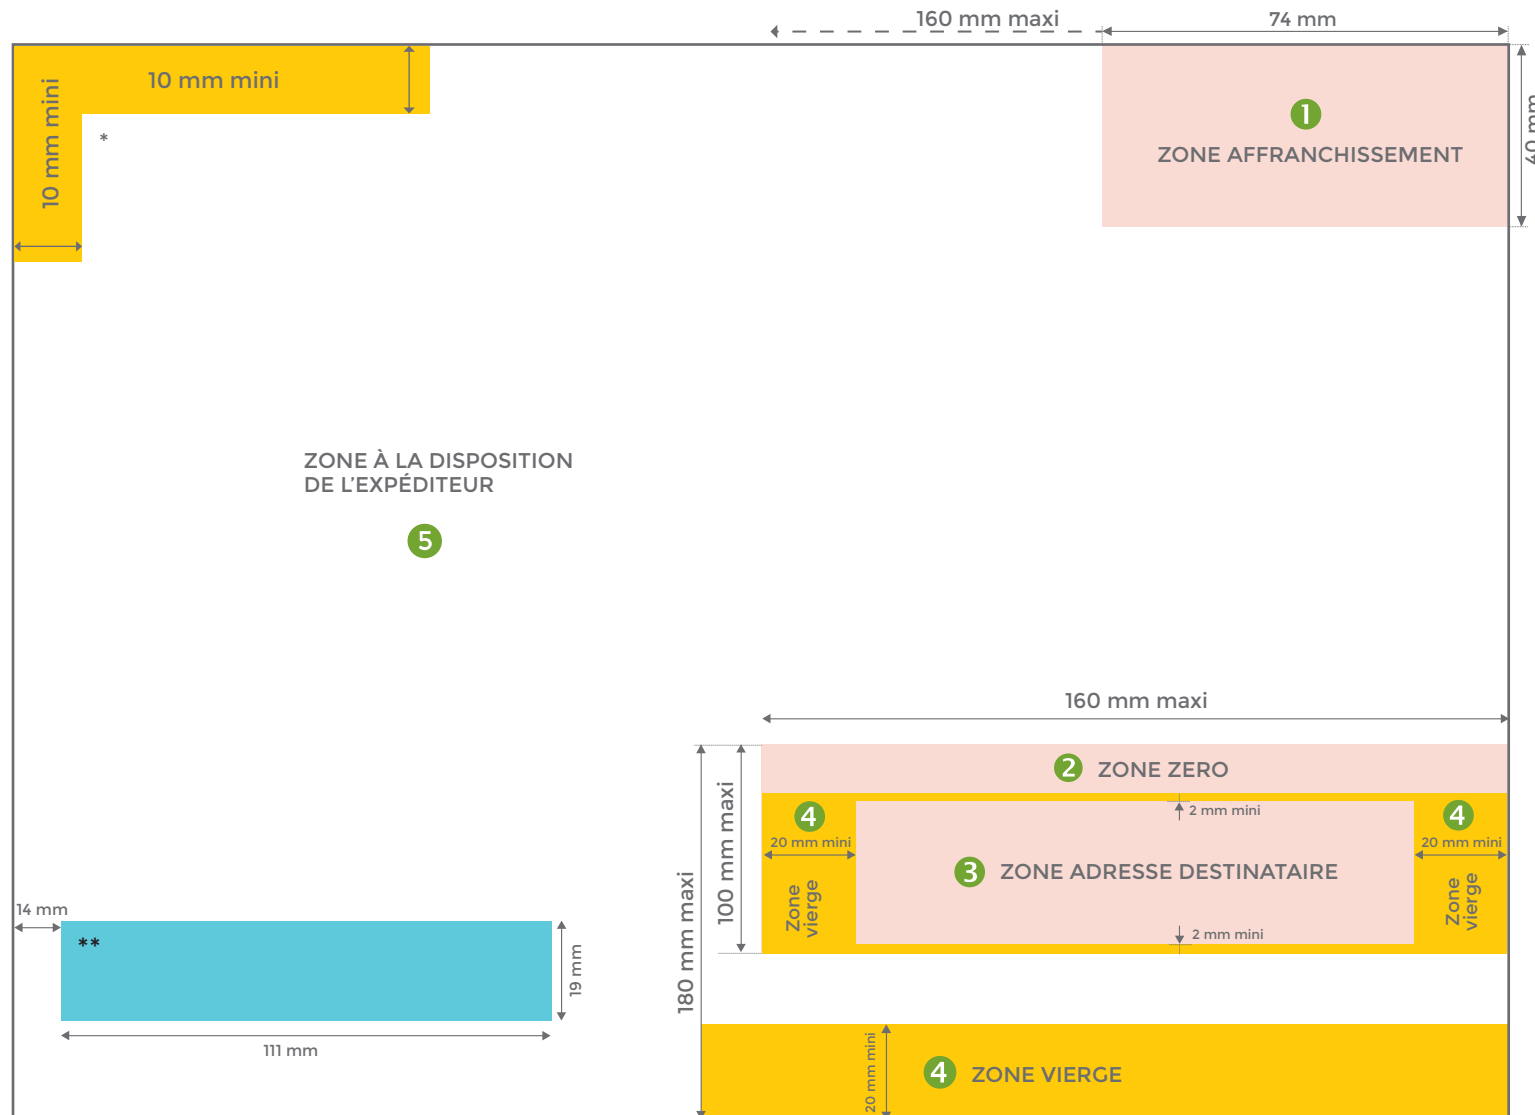 160 mm maxi
74 mm
10 mm mini
10 mm mini
*
1
ZONE AFFRANCHISSEMENT
40 mm
ZONE À LA DISPOSITION
DE L'EXPÉDITEUR
5
160 mm maxi
180 mm maxi
100 mm maxi
2 ZONE ZERO
4
20 mm mini
Zone
vierge
2 mm mini
3 ZONE ADRESSE DESTINATAIRE
2 mm mini
4
20 mm mini
Zone
vierge
14 mm
**
19 mm
111 mm
20 mm mini
4 ZONE VIERGE